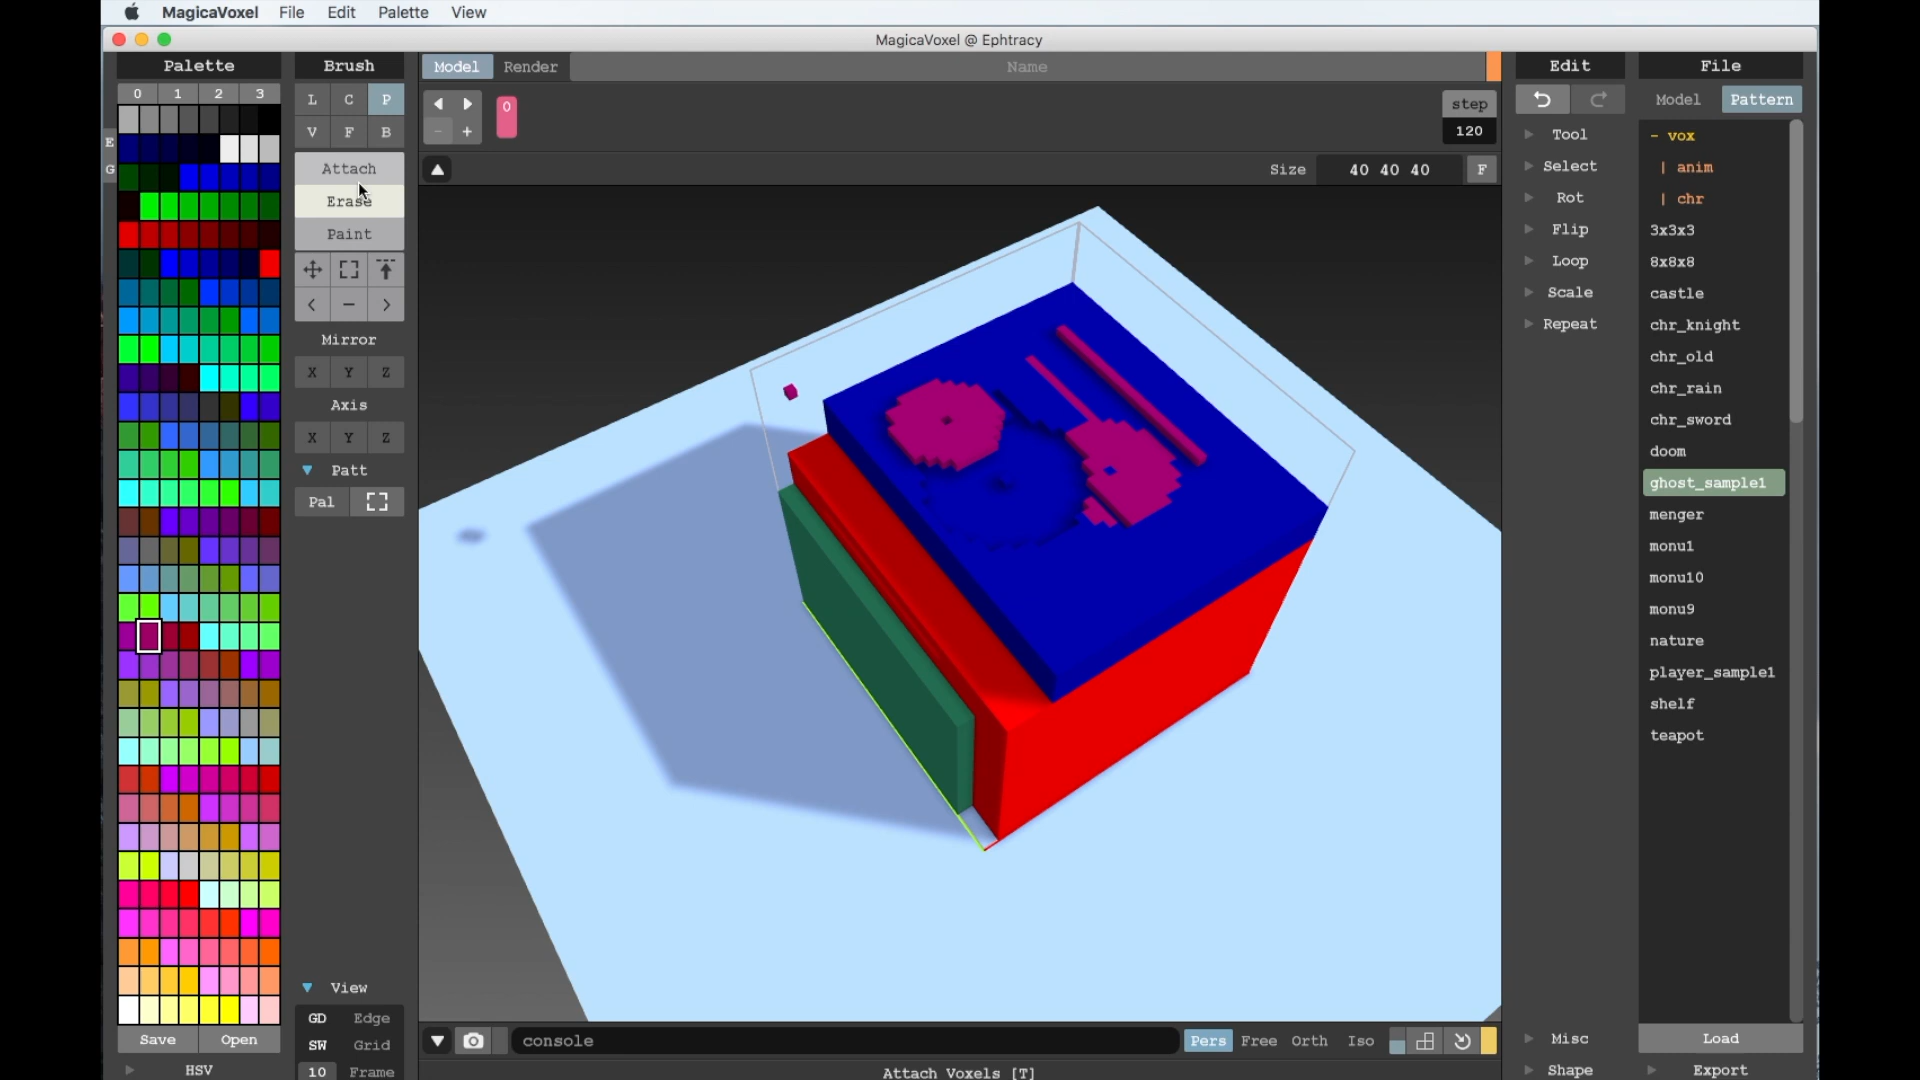 MagicaVoxel File Edit Palette View
MagicaVoxel @ Ephtracy
Palette Brush Model Render Name Edit File
0 1 2 3
L C P
V F B
0
step
120
Model Pattern
E
G
Attach
Erase
Paint
Size 40 40 40 F
Tool
Select
Rot
Flip
Loop
Scale
Repeat
- vox
| anim
| chr
3x3x3
8x8x8
castle
chr_knight
chr_old
chr_rain
chr_sword
doom
ghost_sample1
menger
monu1
monu10
monu9
nature
player_sample1
shelf
teapot
Mirror
X Y Z
Axis
X Y Z
Patt
Pal
View
GD Edge
SW Grid
10 Frame
Save Open
HSV
console
Pers Free Orth Iso
Attach Voxels [T]
Misc
Shape
Load
Export